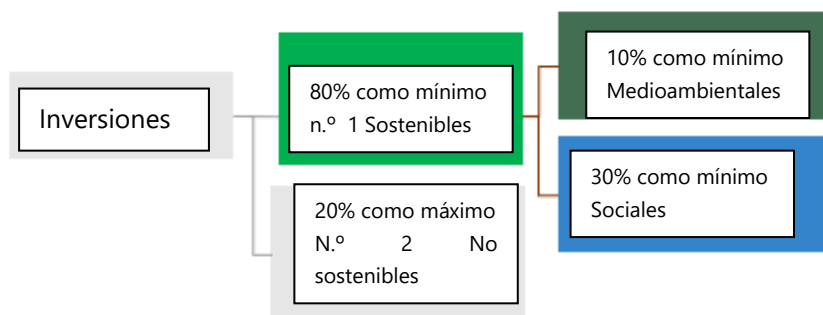 Inversiones
80% como mínimo
n.º 1 Sostenibles
20% como máximo
N.º 2 No
sostenibles
10% como mínimo
Medioambientales
30% como mínimo
Sociales